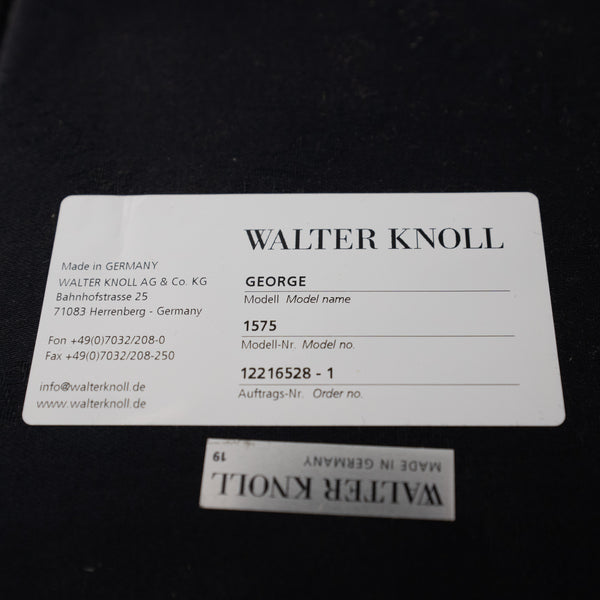 WALTER KNOLL
Made in GERMANY
WALTER KNOLL AG & Co. KG
Bahnhofstrasse 25
71083 Herrenberg - Germany
Fon +49(0)7032/208-0
Fax +49(0)7032/208-250
info@walterknoll.de
www.walterknoll.de
GEORGE
Modell Model name
1575
Modell-Nr. Model no.
12216528 - 1
Auftrags-Nr. Order no.
WALTER KNOLL
MADE IN GERMANY
19